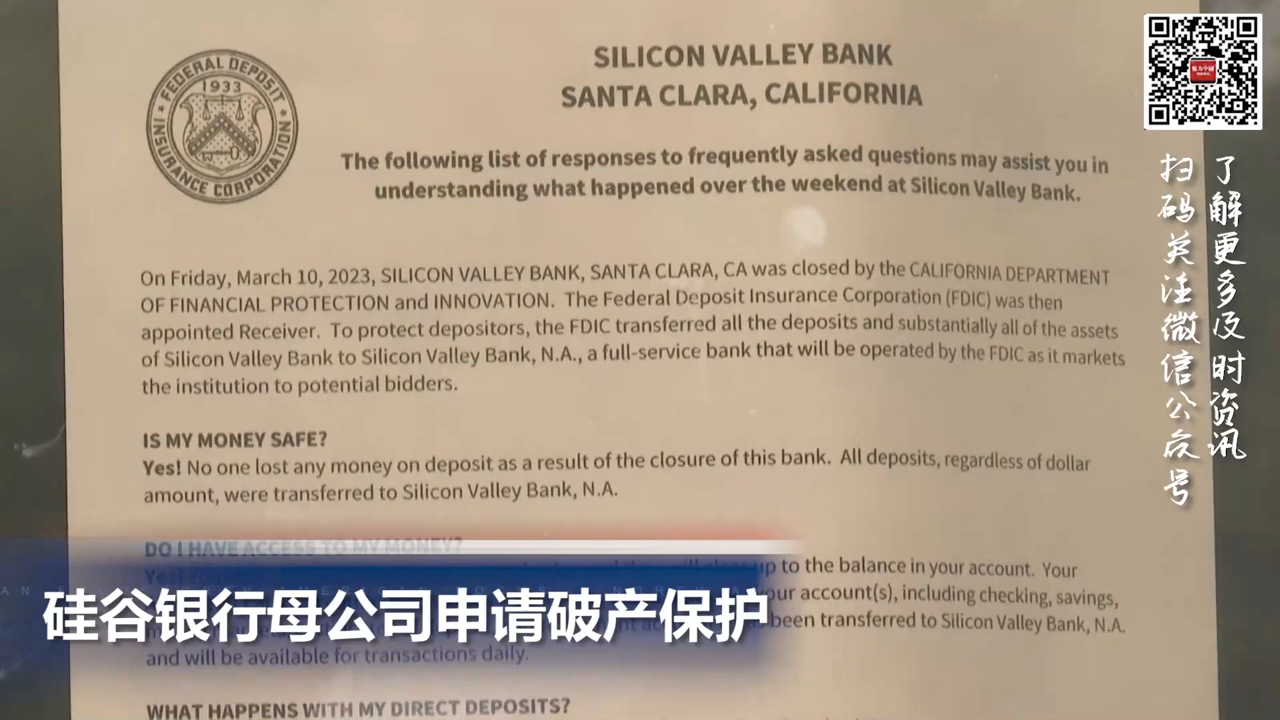 FEDERAL DEPOSIT INSURANCE CORPORATION
1933
SILICON VALLEY BANK
SANTA CLARA, CALIFORNIA
The following list of responses to frequently asked questions may assist you in
understanding what happened over the weekend at Silicon Valley Bank.
On Friday, March 10, 2023, SILICON VALLEY BANK, SANTA CLARA, CA was closed by the CALIFORNIA DEPARTMENT
OF FINANCIAL PROTECTION and INNOVATION. The Federal Deposit Insurance Corporation (FDIC) was then
appointed Receiver. To protect depositors, the FDIC transferred all the deposits and substantially all of the assets
of Silicon Valley Bank to Silicon Valley Bank, N.A., a full-service bank that will be operated by the FDIC as it markets
the institution to potential bidders.
IS MY MONEY SAFE?
Yes! No one lost any money on deposit as a result of the closure of this bank. All deposits, regardless of dollar
amount, were transferred to Silicon Valley Bank, N.A.
DO I HAVE ACCESS TO MY MONEY?
Yes! up to the balance in your account. Your
your account(s), including checking, savings,
been transferred to Silicon Valley Bank, N.A.
and will be available for transactions daily.
WHAT HAPPENS WITH MY DIRECT DEPOSITS?
硅谷银行母公司申请破产保护
了解更多及时资讯
扫码关注微信公众号